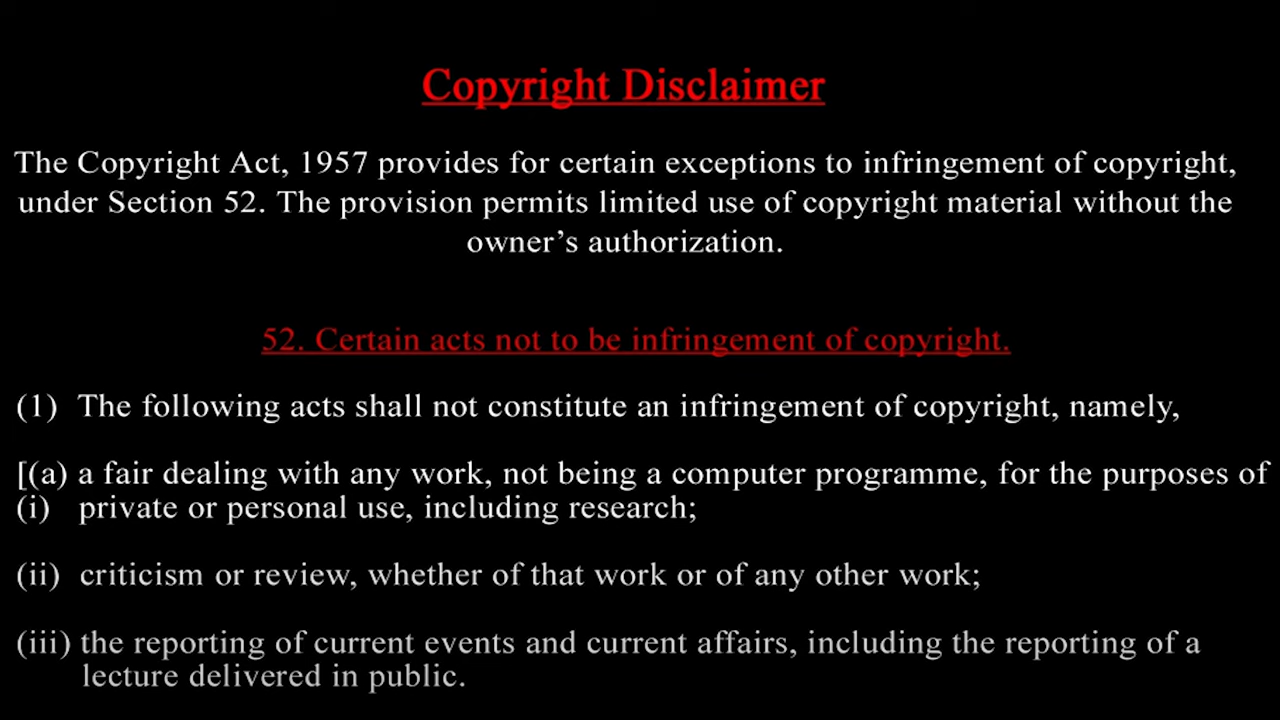 Copyright Disclaimer
The Copyright Act, 1957 provides for certain exceptions to infringement of copyright,
under Section 52. The provision permits limited use of copyright material without the
owner’s authorization.
52. Certain acts not to be infringement of copyright.
(1) The following acts shall not constitute an infringement of copyright, namely,
[(a) a fair dealing with any work, not being a computer programme, for the purposes of
(i) private or personal use, including research;
(ii) criticism or review, whether of that work or of any other work;
(iii) the reporting of current events and current affairs, including the reporting of a
lecture delivered in public.